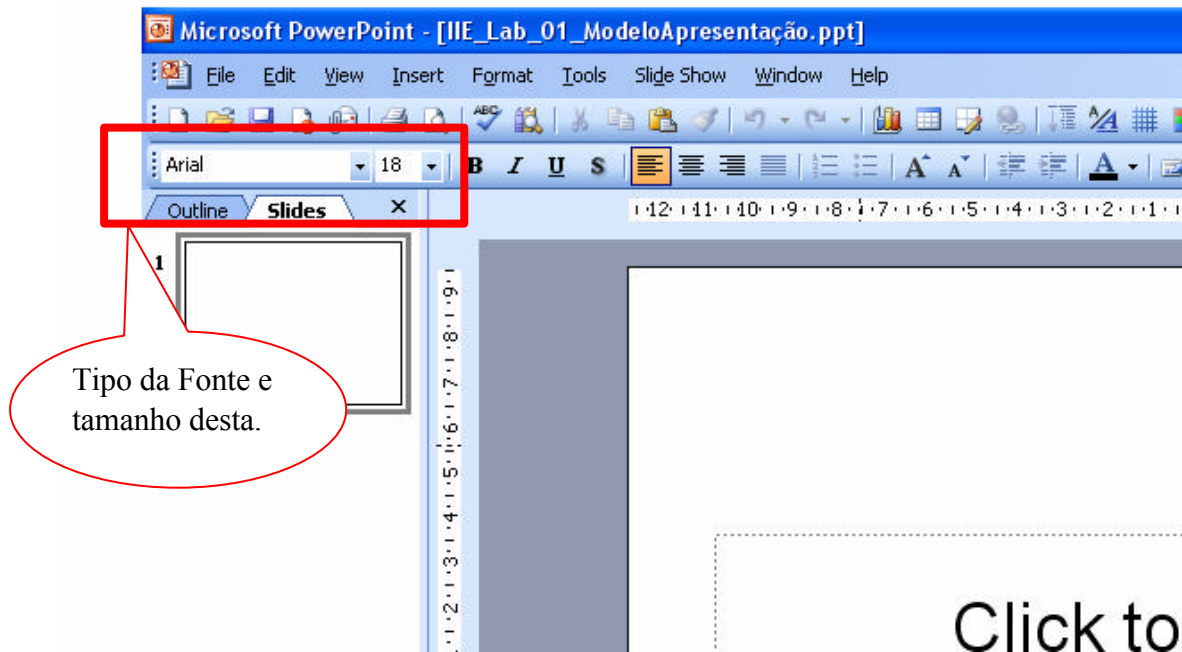 Microsoft PowerPoint - [IIE_Lab_01_ModeloApresentação.ppt]
File Edit View Insert Format Tools Slide Show Window Help
ABC
Arial 18 B I U S A A A
Outline Slides ×
12 11 10 9 8 7 6 5 4 3 2 1
1
9
8
7
6
5
4
3
2
Tipo da Fonte e
tamanho desta.
Click to